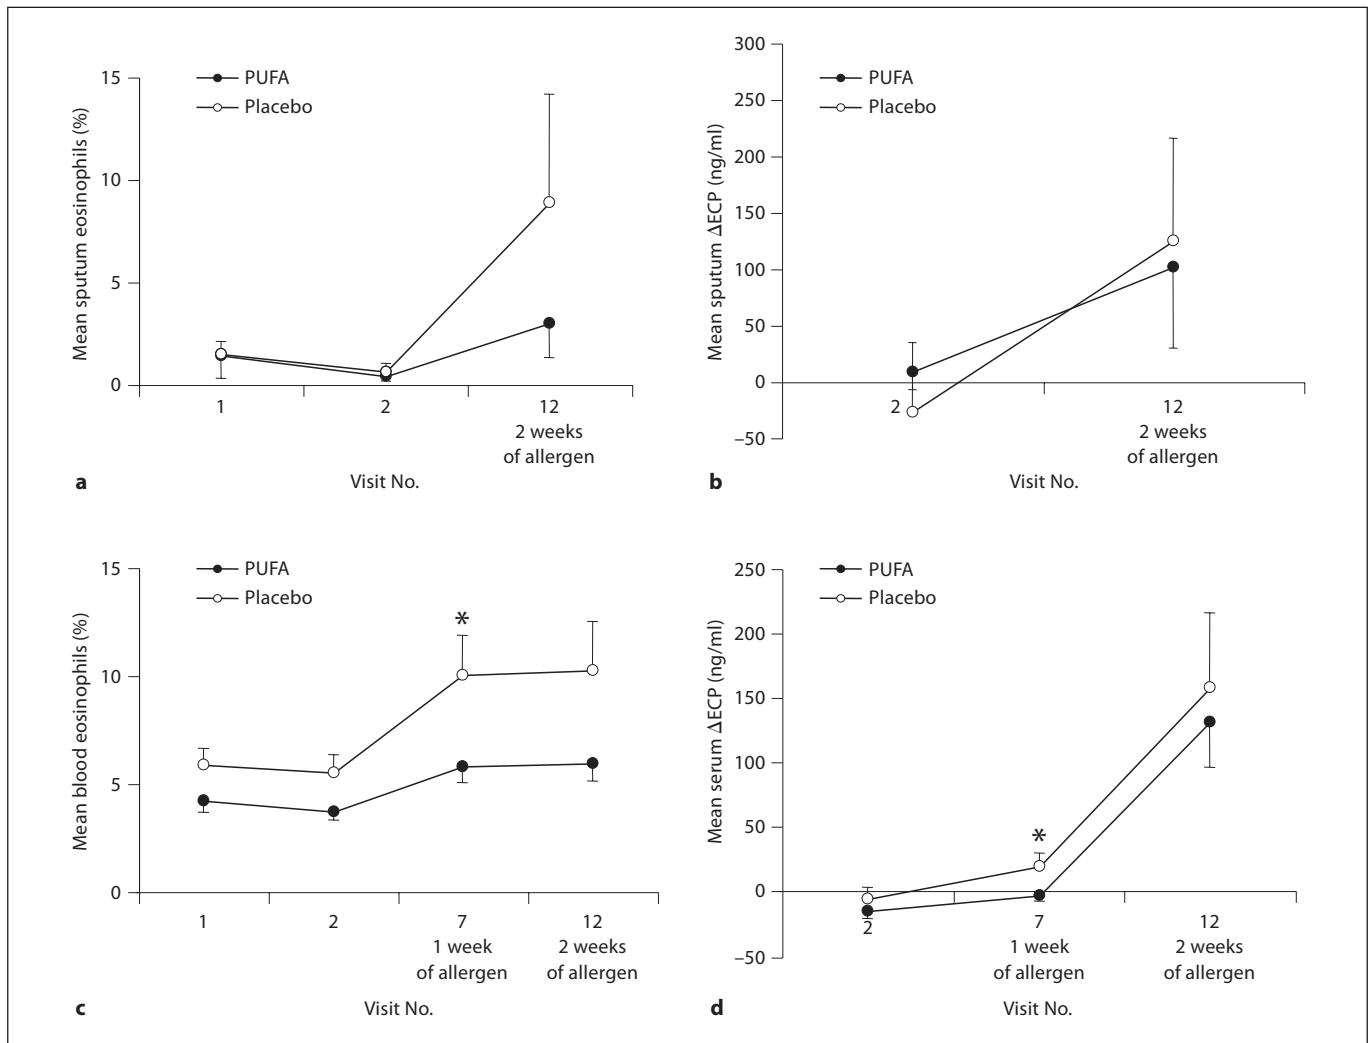 PUFA
Placebo
Mean sputum eosinophils (%)
15
10
5
0
1
2
12
2 weeks
of allergen
Visit No.
a
PUFA
Placebo
Mean sputum ΔECP (ng/ml)
300
250
200
150
100
50
0
–50
2
12
2 weeks
of allergen
Visit No.
b
PUFA
Placebo
Mean blood eosinophils (%)
15
10
5
0
*
1
2
7
1 week
of allergen
12
2 weeks
of allergen
Visit No.
c
PUFA
Placebo
Mean serum ΔECP (ng/ml)
250
200
150
100
50
0
–50
*
2
7
1 week
of allergen
12
2 weeks
of allergen
Visit No.
d